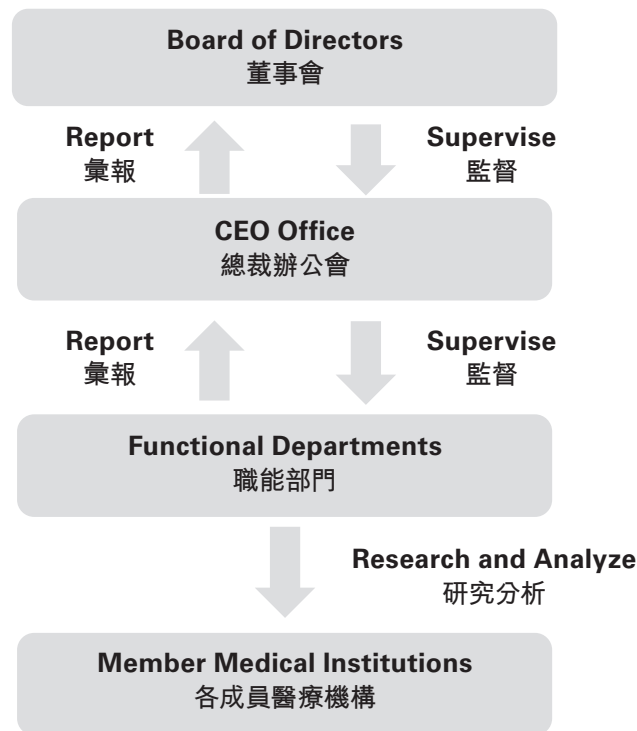 Board of Directors
董事會
Report
彙報
Supervise
監督
CEO Office
總裁辦公會
Report
彙報
Supervise
監督
Functional Departments
職能部門
Research and Analyze
研究分析
Member Medical Institutions
各成員醫療機構